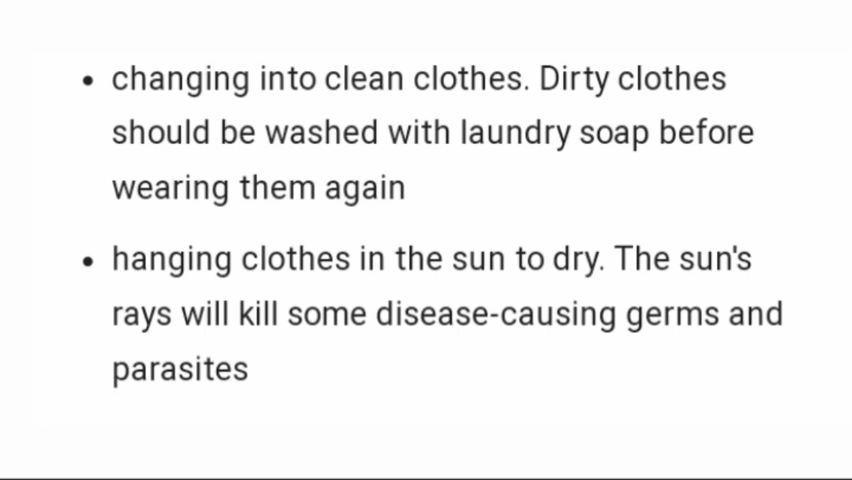 • changing into clean clothes. Dirty clothes
should be washed with laundry soap before
wearing them again
• hanging clothes in the sun to dry. The sun's
rays will kill some disease-causing germs and
parasites